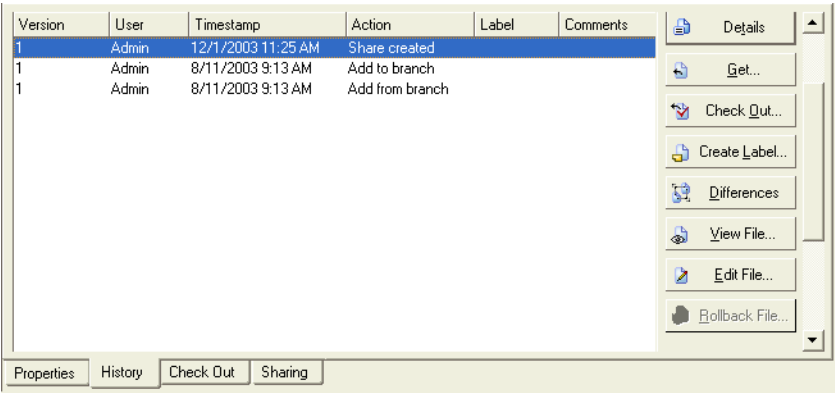 Version User Timestamp Action Label Comments
1 Admin 12/1/2003 11:25 AM Share created
1 Admin 8/11/2003 9:13 AM Add to branch
1 Admin 8/11/2003 9:13 AM Add from branch
Details
Get...
Check Out...
Create Label...
Differences
View File...
Edit File...
Rollback File...
Properties History Check Out Sharing